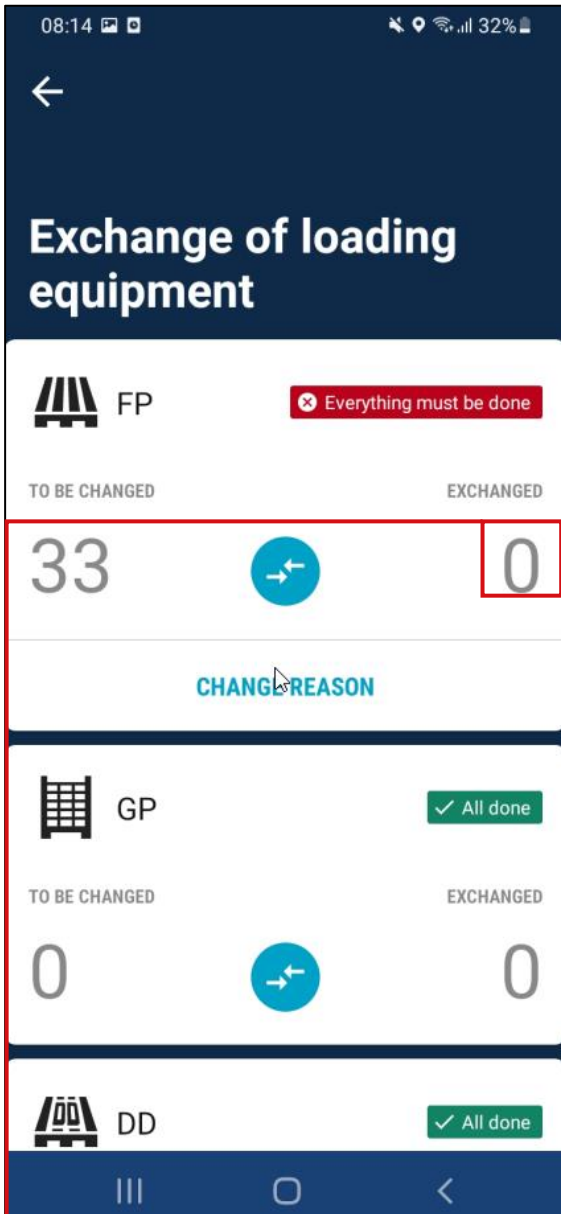 08:14 32%
Exchange of loading
equipment
FP Everything must be done
TO BE CHANGED EXCHANGED
33 0
CHANGE REASON
GP All done
TO BE CHANGED EXCHANGED
0 0
DD All done